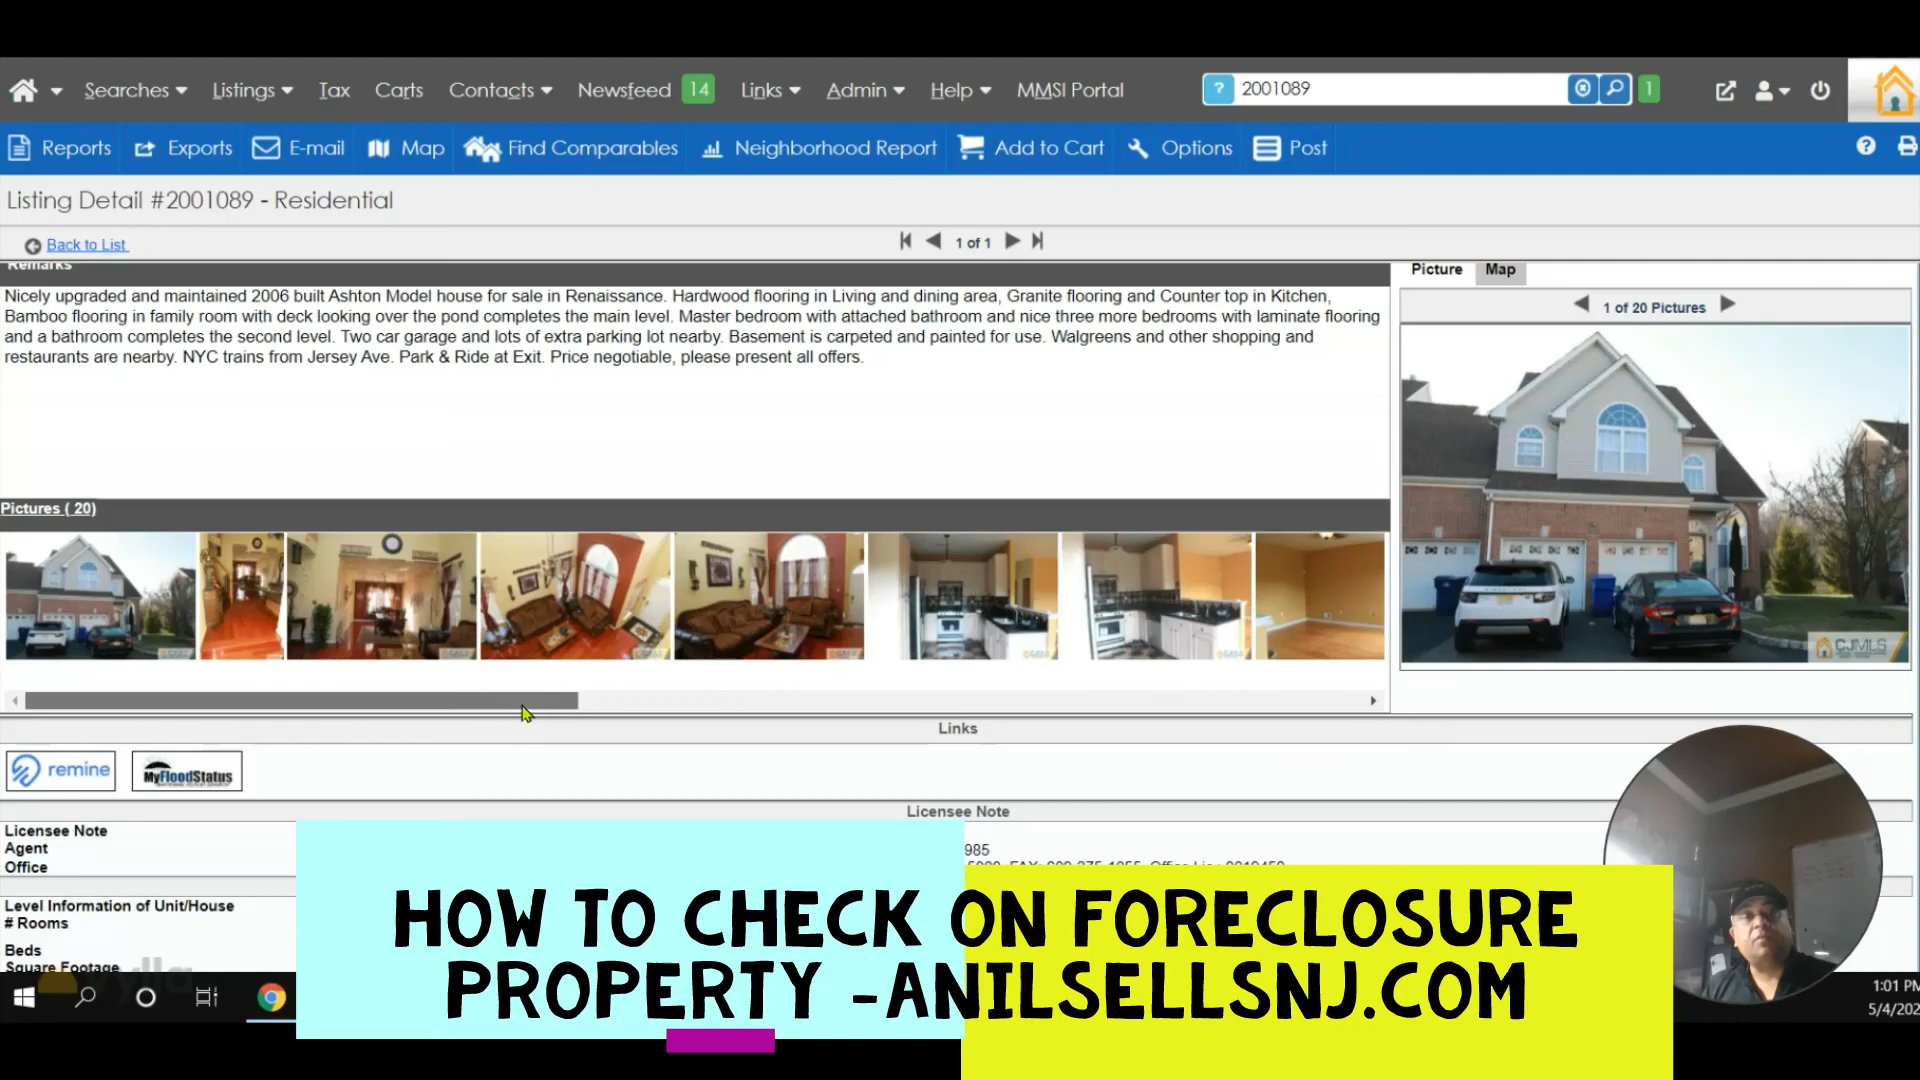 Searches Listings Tax Carts Contacts Newsfeed 14 Links Admin Help MMSI Portal ? 2001089 1
Reports Exports E-mail Map Find Comparables Neighborhood Report Add to Cart Options Post ?
Listing Detail #2001089 - Residential
Back to List 1 of 1
Remarks Picture Map
Nicely upgraded and maintained 2006 built Ashton Model house for sale in Renaissance. Hardwood flooring in Living and dining area, Granite flooring and Counter top in Kitchen,
Bamboo flooring in family room with deck looking over the pond completes the main level. Master bedroom with attached bathroom and nice three more bedrooms with laminate flooring
and a bathroom completes the second level. Two car garage and lots of extra parking lot nearby. Basement is carpeted and painted for use. Walgreens and other shopping and
restaurants are nearby. NYC trains from Jersey Ave. Park & Ride at Exit. Price negotiable, please present all offers.
1 of 20 Pictures
Pictures ( 20)
CJMLS
Links
remine MyFloodStatus
Licensee Note
Licensee Note
Agent 985
Office
Level Information of Unit/House
# Rooms
Beds
Square Footage
HOW TO CHECK ON FORECLOSURE
PROPERTY -ANILSELLSNJ.COM
1:01 PM
5/4/202